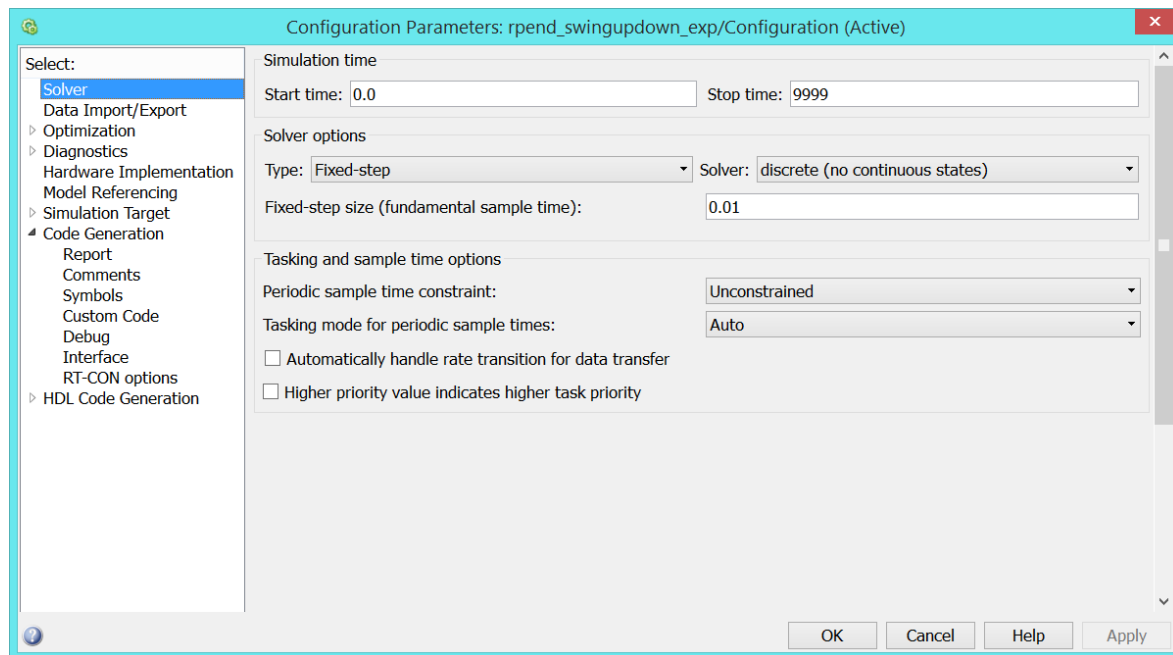 Configuration Parameters: rpend_swingupdown_exp/Configuration (Active)
Select:
Solver
Data Import/Export
Optimization
Diagnostics
Hardware Implementation
Model Referencing
Simulation Target
Code Generation
Report
Comments
Symbols
Custom Code
Debug
Interface
RT-CON options
HDL Code Generation
Simulation time
Start time: 0.0 Stop time: 9999
Solver options
Type: Fixed-step Solver: discrete (no continuous states)
Fixed-step size (fundamental sample time): 0.01
Tasking and sample time options
Periodic sample time constraint: Unconstrained
Tasking mode for periodic sample times: Auto
Automatically handle rate transition for data transfer
Higher priority value indicates higher task priority
OK Cancel Help Apply